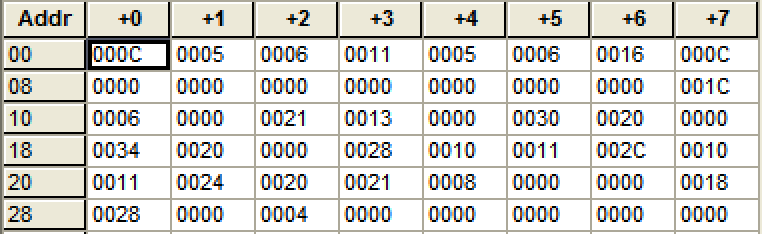 Addr +0 +1 +2 +3 +4 +5 +6 +7
00 000C 0005 0006 0011 0005 0006 0016 000C
08 0000 0000 0000 0000 0000 0000 0000 001C
10 0006 0000 0021 0013 0000 0030 0020 0000
18 0034 0020 0000 0028 0010 0011 002C 0010
20 0011 0024 0020 0021 0008 0000 0000 0018
28 0028 0000 0004 0000 0000 0000 0000 0000